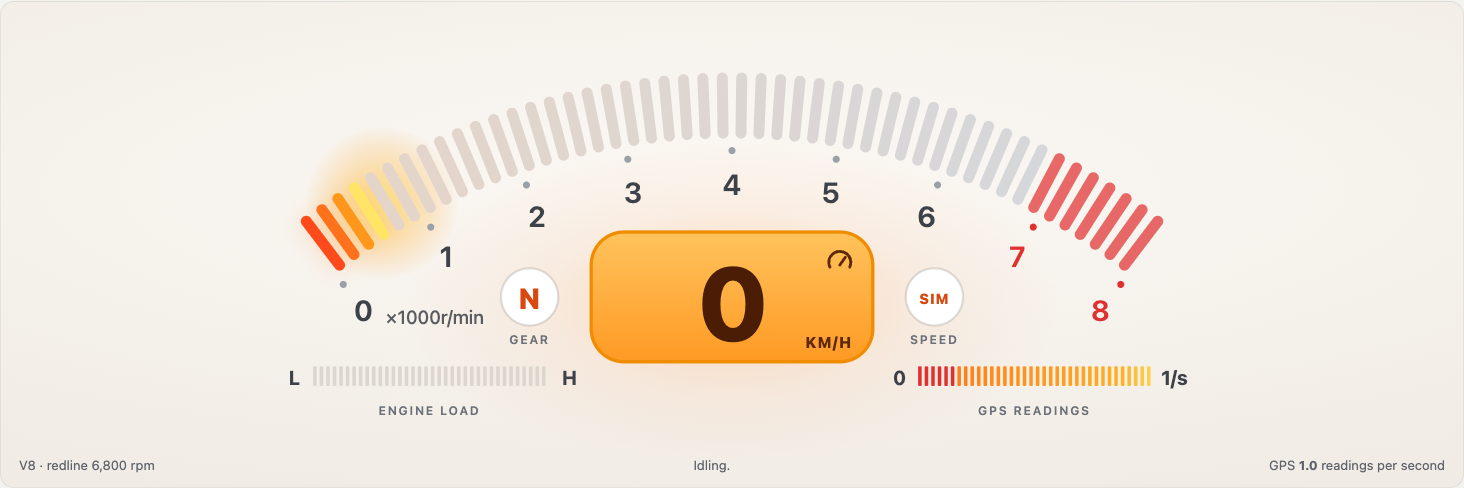 4
3 5
2 6
1 7
0 ×1000r/min 8
N
GEAR
0
KM/H
SIM
SPEED
L H
ENGINE LOAD
0 1/s
GPS READINGS
V8 · redline 6,800 rpm
Idling.
GPS 1.0 readings per second